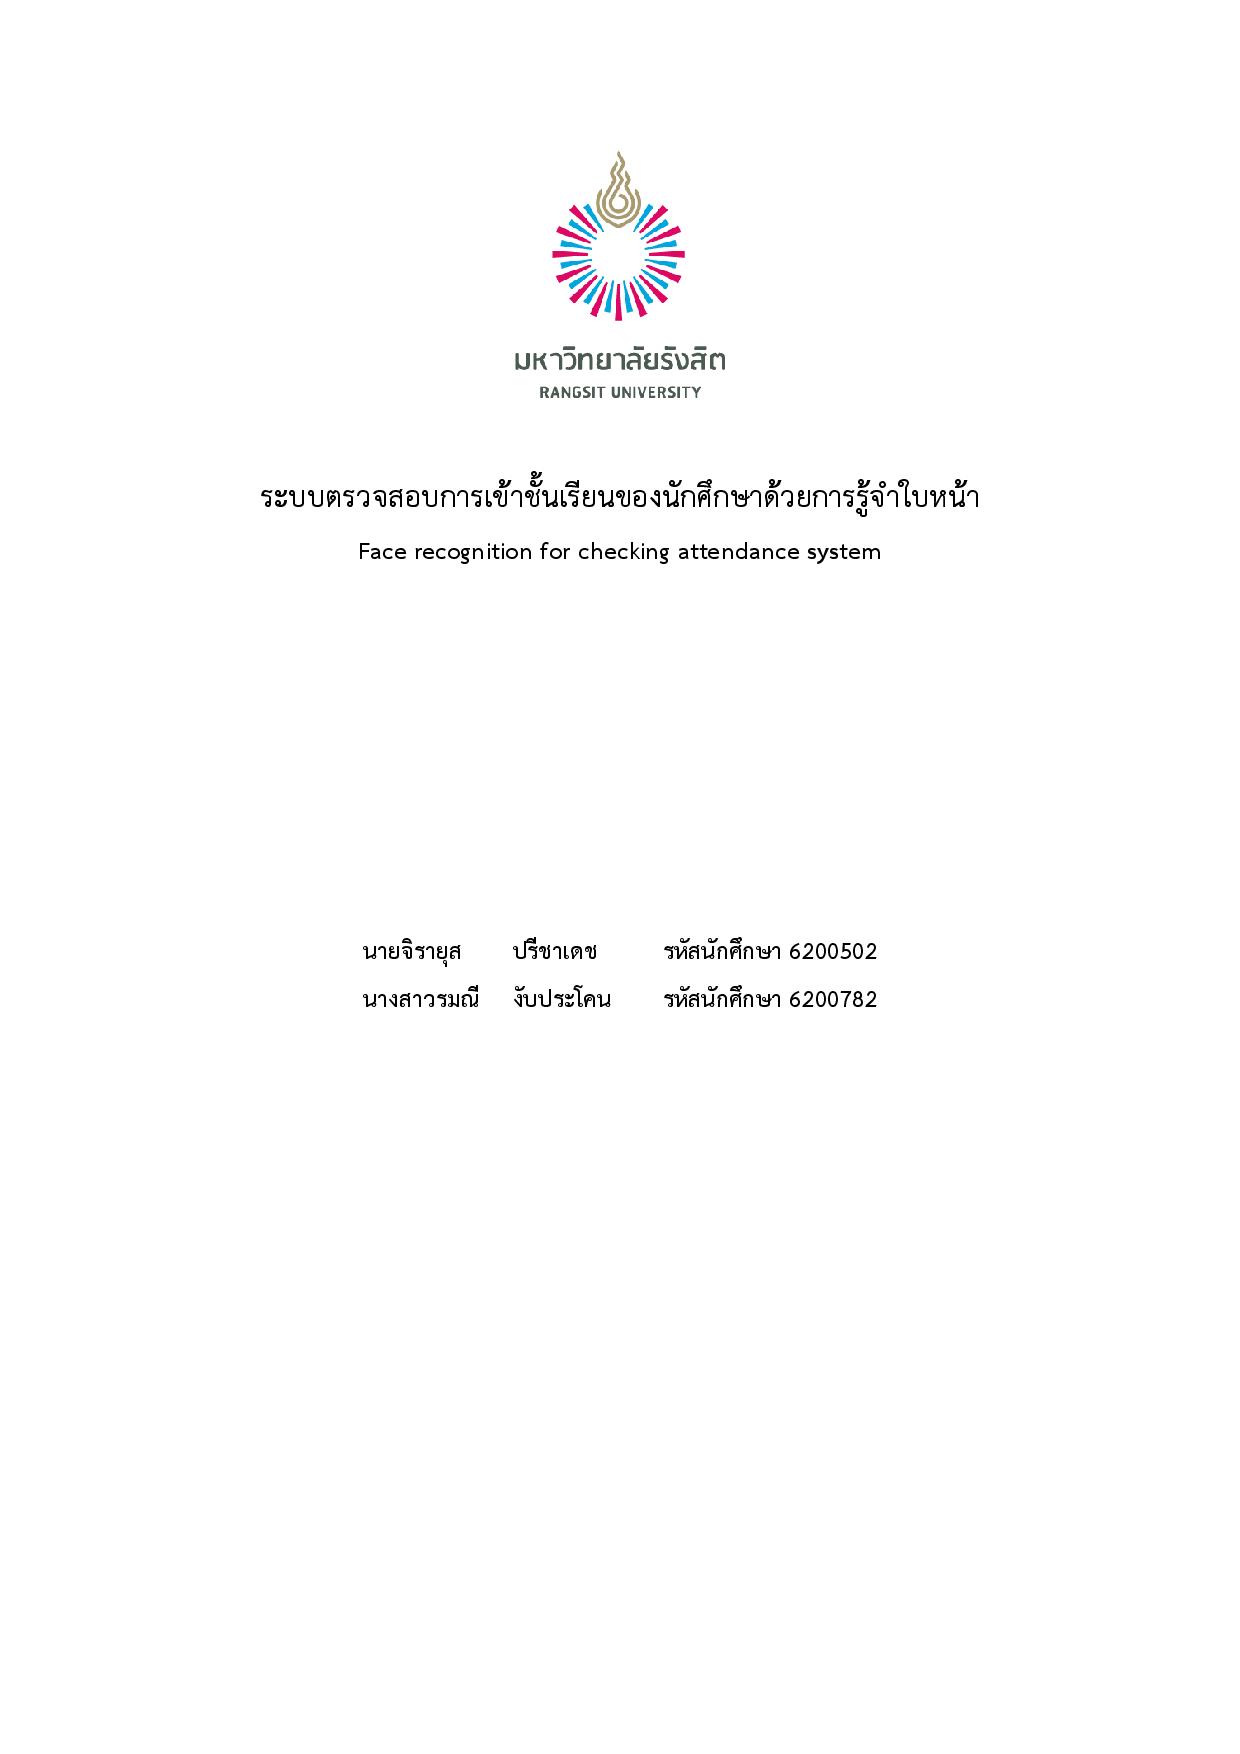 มหาวิทยาลัยรังสิต
RANGSIT UNIVERSITY
ระบบตรวจสอบการเข้าชั้นเรียนของนักศึกษาด้วยการรู้จำใบหน้า
Face recognition for checking attendance system
นายจิรายุส ปรีชาเดช รหัสนักศึกษา 6200502
นางสาวรมณี งับประโคน รหัสนักศึกษา 6200782